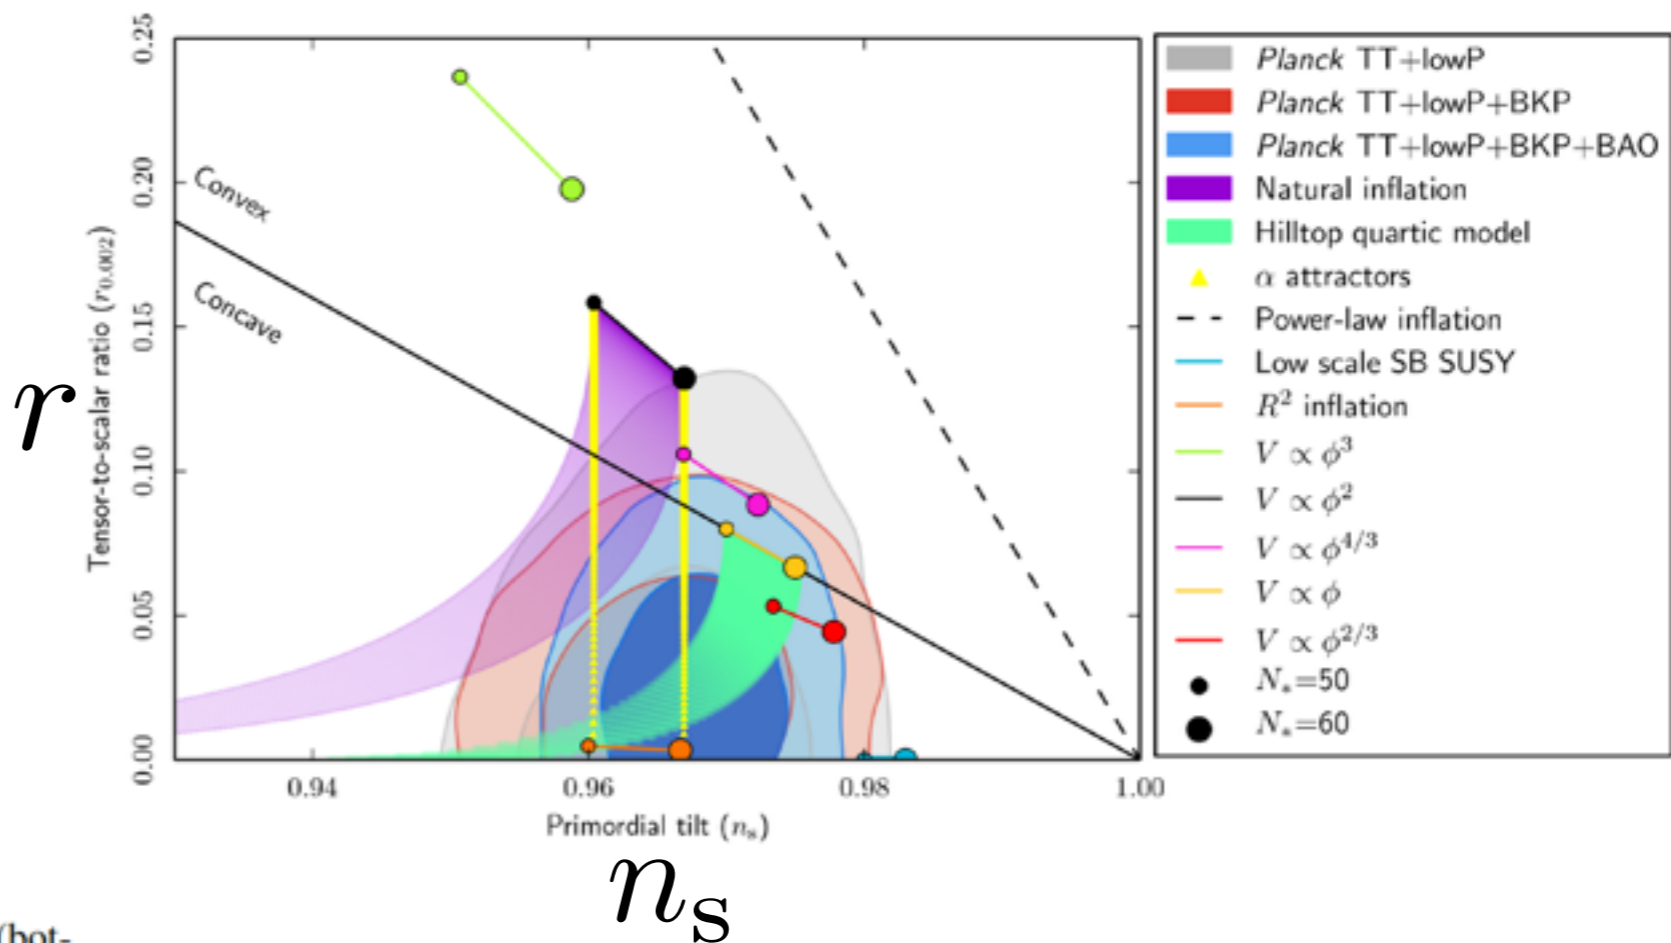 0.25
0.20
0.15
0.10
0.05
0.00
r
Tensor-to-scalar ratio (r₀.₀₀₂)
Convex
Concave
0.94
0.96
0.98
1.00
Primordial tilt (nₛ)
nₛ
Planck TT+lowP
Planck TT+lowP+BKP
Planck TT+lowP+BKP+BAO
Natural inflation
Hilltop quartic model
α attractors
Power-law inflation
Low scale SB SUSY
R² inflation
V ∝ ϕ³
V ∝ ϕ²
V ∝ ϕ^4/3
V ∝ ϕ
V ∝ ϕ^2/3
N∗=50
N∗=60
(bot-